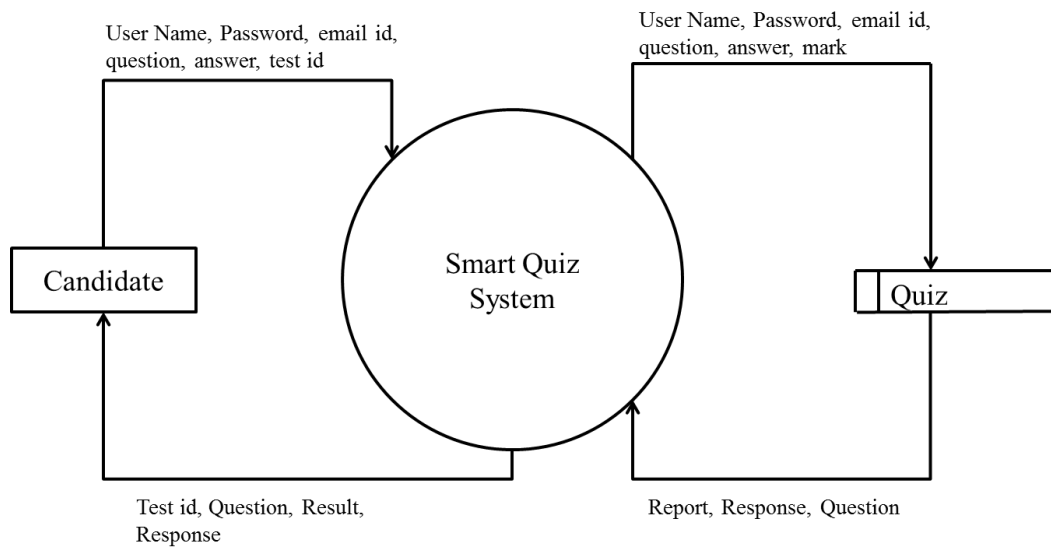 User Name, Password, email id,
question, answer, test id
User Name, Password, email id,
question, answer, mark
Candidate
Smart Quiz
System
Quiz
Test id, Question, Result,
Response
Report, Response, Question